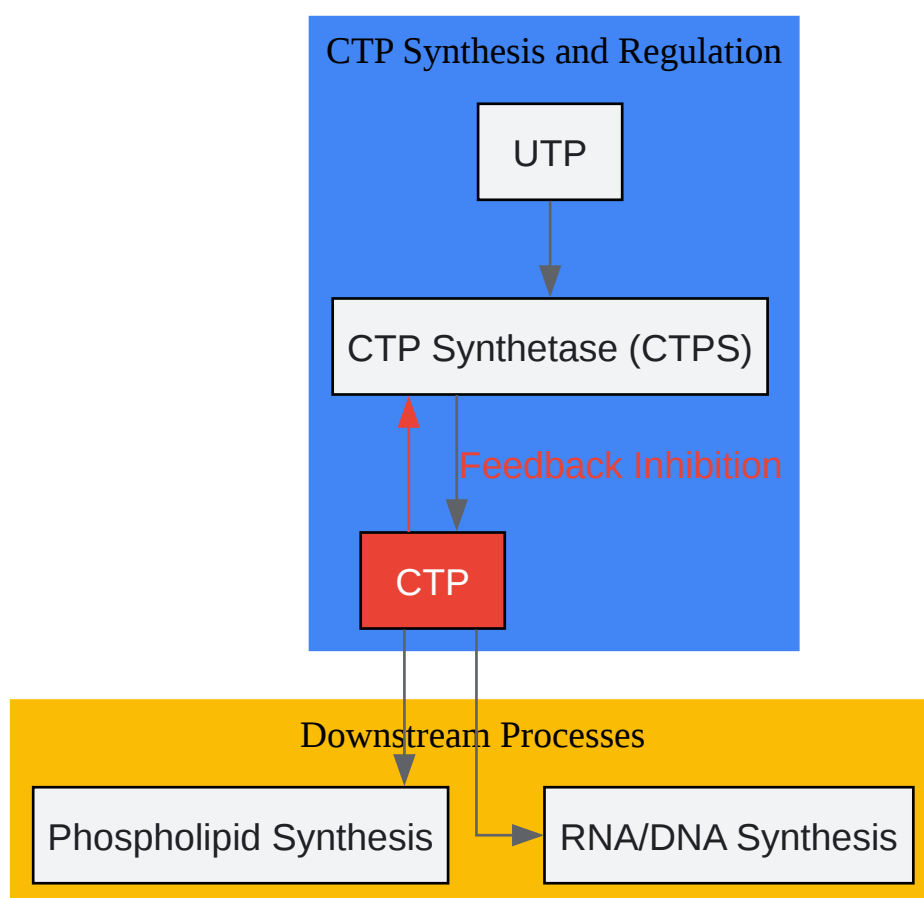 CTP Synthesis and Regulation
UTP
CTP Synthetase (CTPS)
Feedback Inhibition
CTP
Downstream Processes
Phospholipid Synthesis
RNA/DNA Synthesis